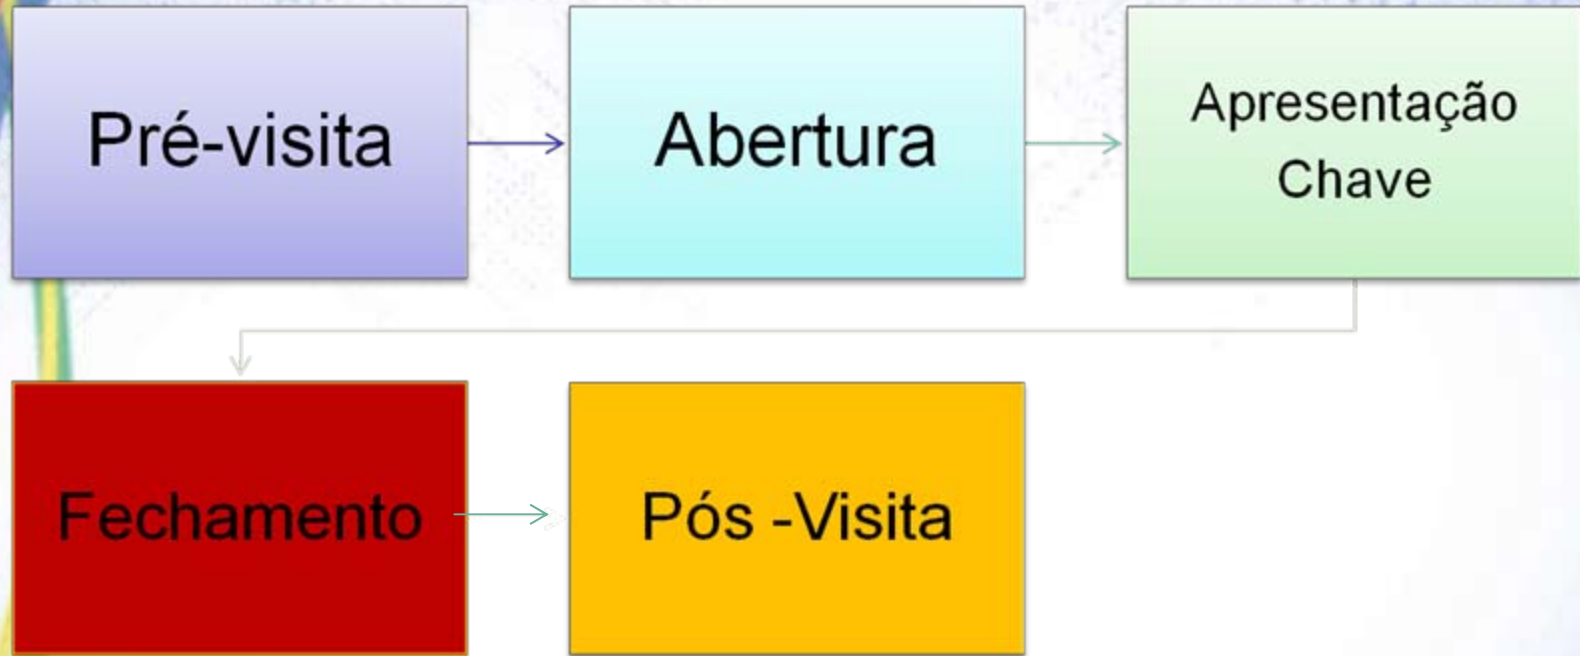 Pré-visita
Abertura
Apresentação
Chave
Fechamento
Pós -Visita